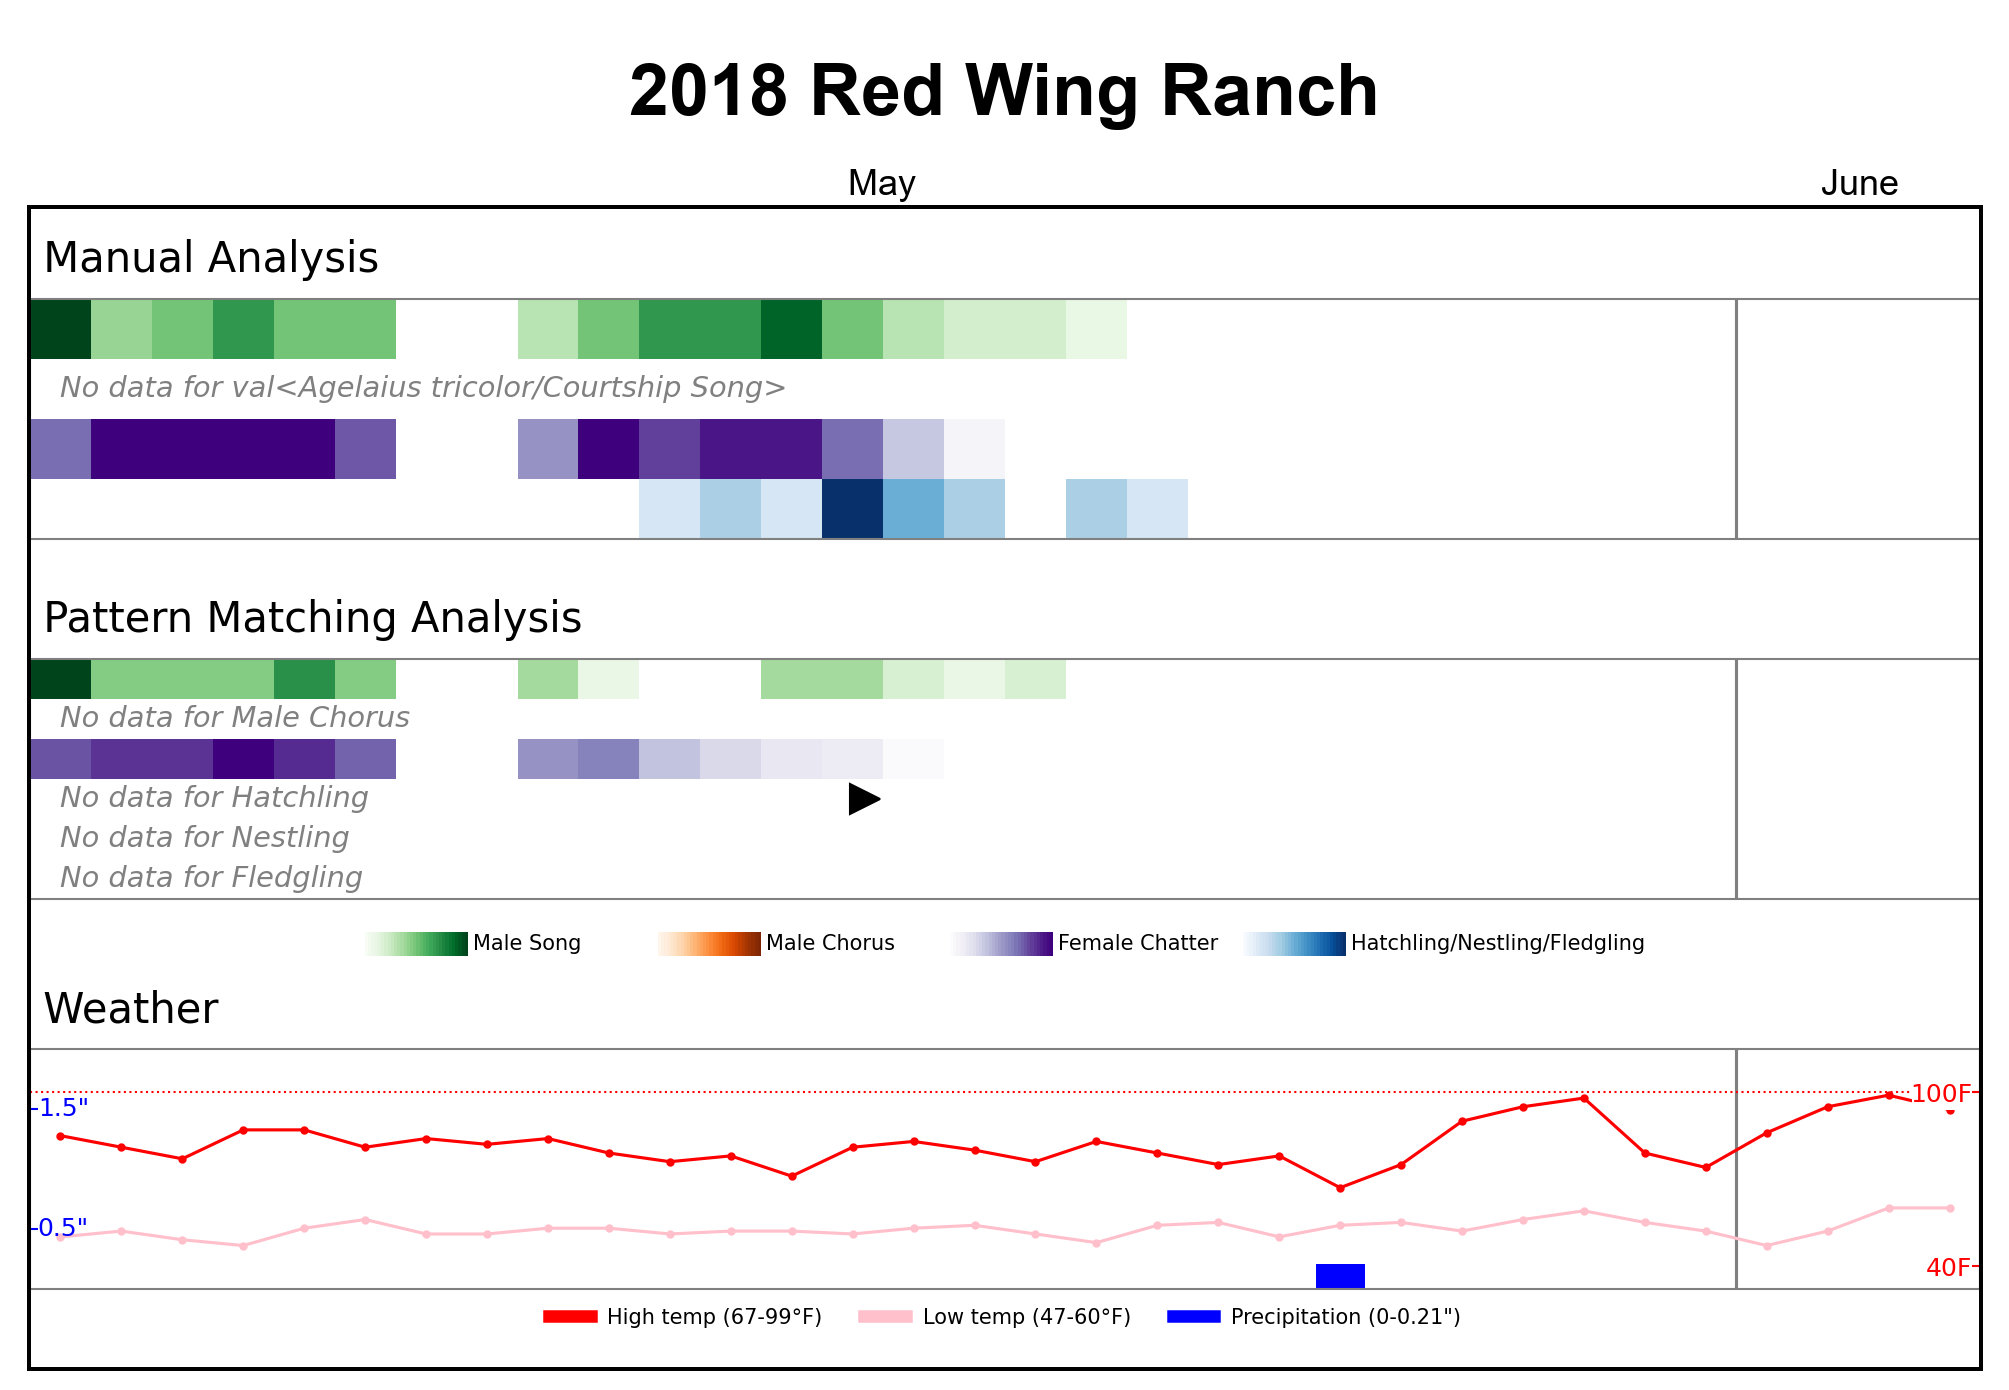 2018 Red Wing Ranch
May June
Manual Analysis
No data for val<Agelaius tricolor/Courtship Song>
Pattern Matching Analysis
No data for Male Chorus
No data for Hatchling
No data for Nestling
No data for Fledgling
Male Song Male Chorus Female Chatter Hatchling/Nestling/Fledgling
Weather
100F
1.5"
0.5"
40F
High temp (67-99°F) Low temp (47-60°F) Precipitation (0-0.21")